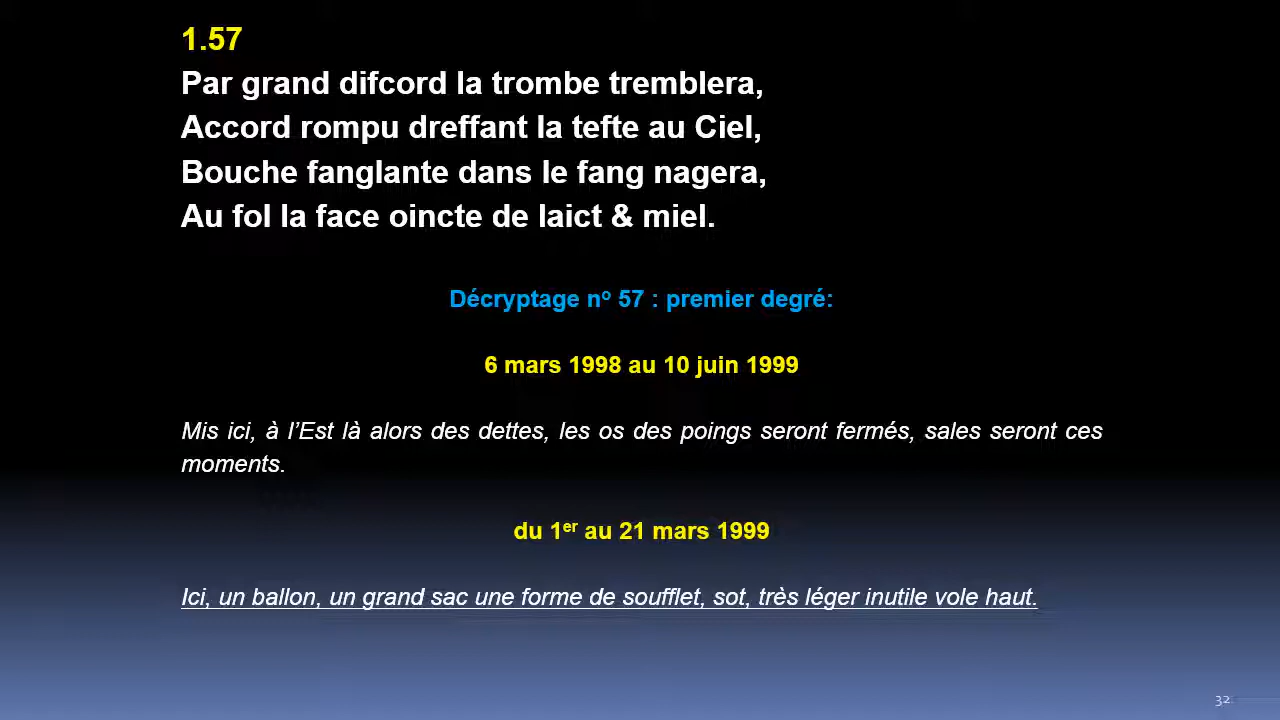 1.57
Par grand difcord la trombe tremblera,
Accord rompu dreffant la tefte au Ciel,
Bouche fanglante dans le fang nagera,
Au fol la face oincte de laict & miel.
Décryptage nº 57 : premier degré:
6 mars 1998 au 10 juin 1999
Mis ici, à l’Est là alors des dettes, les os des poings seront fermés, sales seront ces
moments.
du 1er au 21 mars 1999
Ici, un ballon, un grand sac une forme de soufflet, sot, très léger inutile vole haut.
32